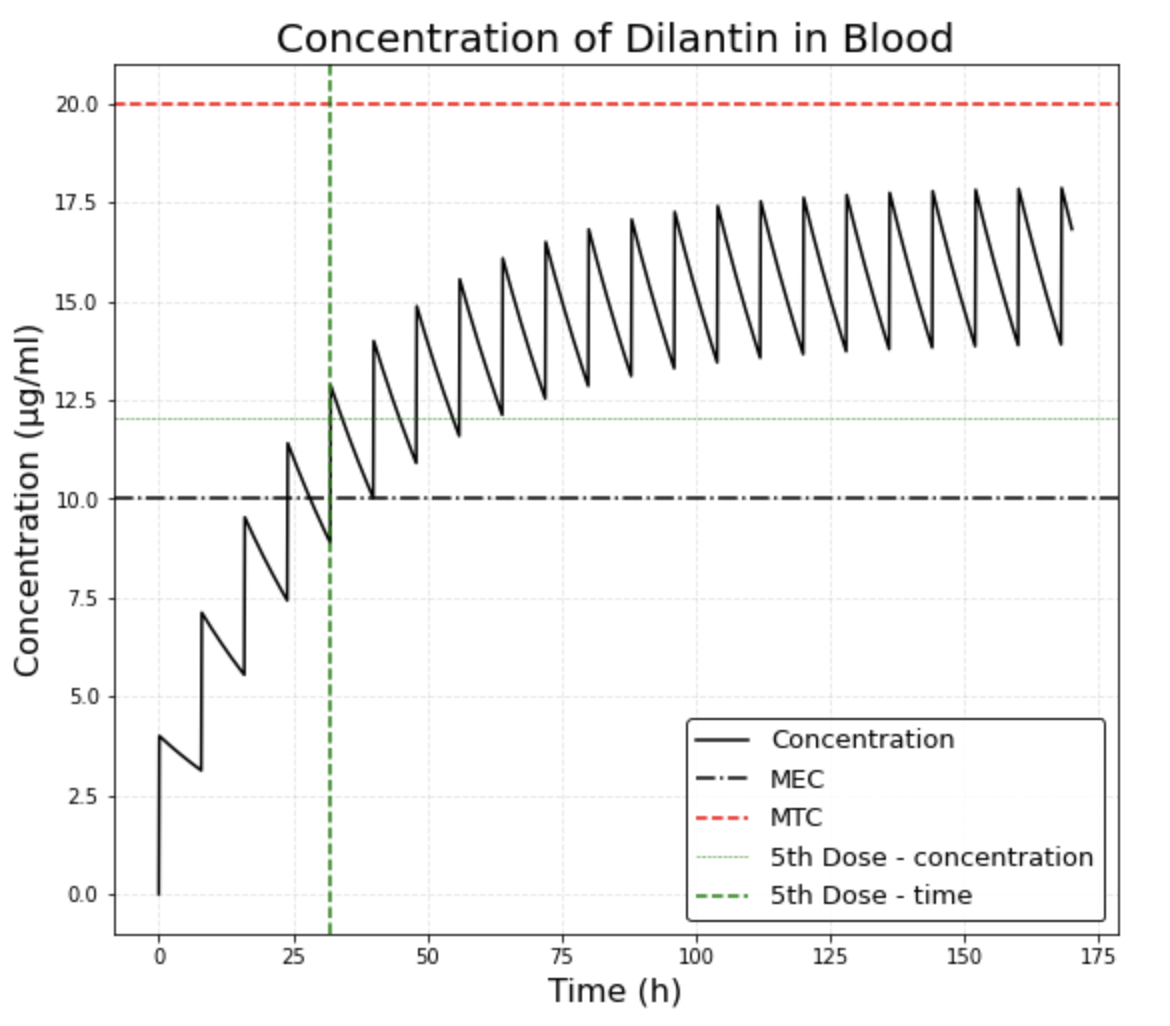 Concentration of Dilantin in Blood
20.0
17.5
15.0
12.5
10.0
7.5
5.0
2.5
0.0
Concentration (µg/ml)
0 25 50 75 100 125 150 175
Time (h)
Concentration
MEC
MTC
5th Dose - concentration
5th Dose - time